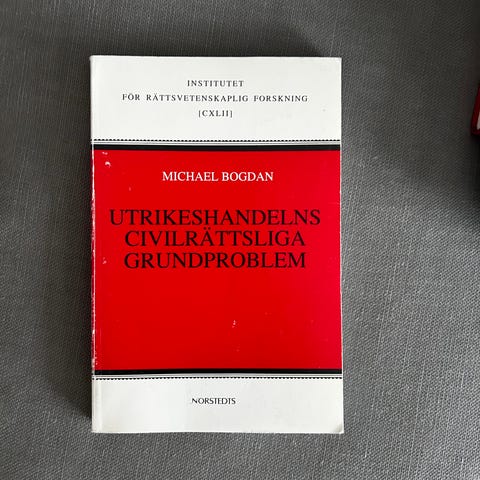 INSTITUTET
FÖR RÄTTSVETENSKAPLIG FORSKNING
[CXLII]
MICHAEL BOGDAN
UTRIKESHANDELNS
CIVILRÄTTSLIGA
GRUNDPROBLEM
NORSTEDTS